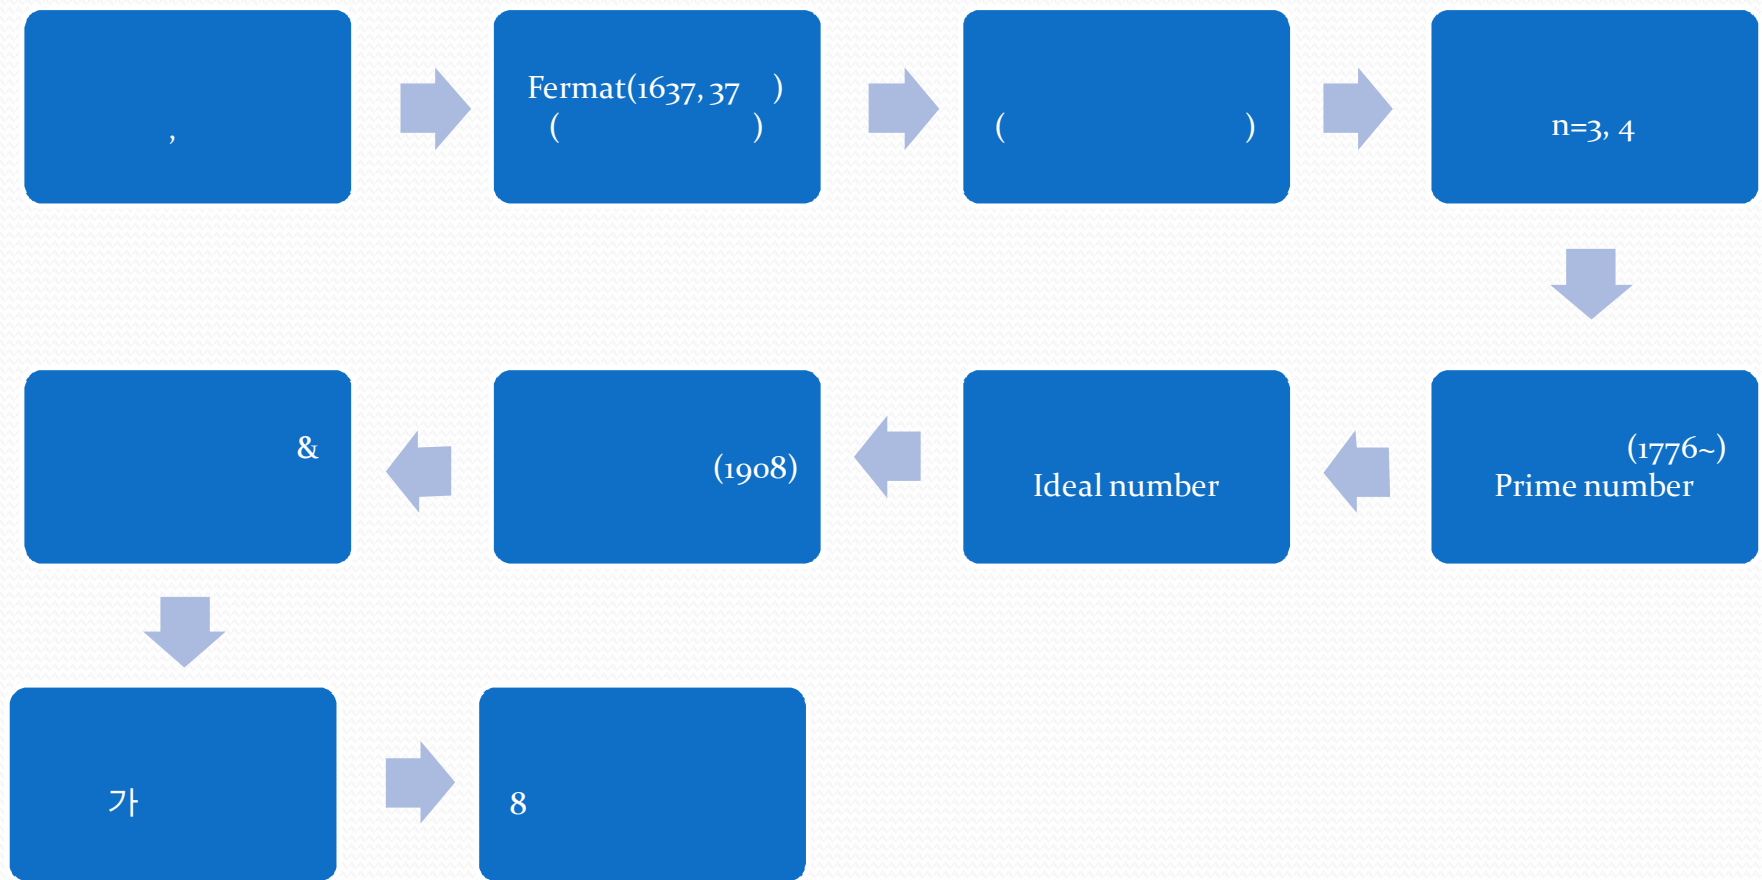 ,
Fermat(1637, 37 )
( )
( )
n=3, 4
(1776~)
Prime number
Ideal number
(1908)
&
가
8